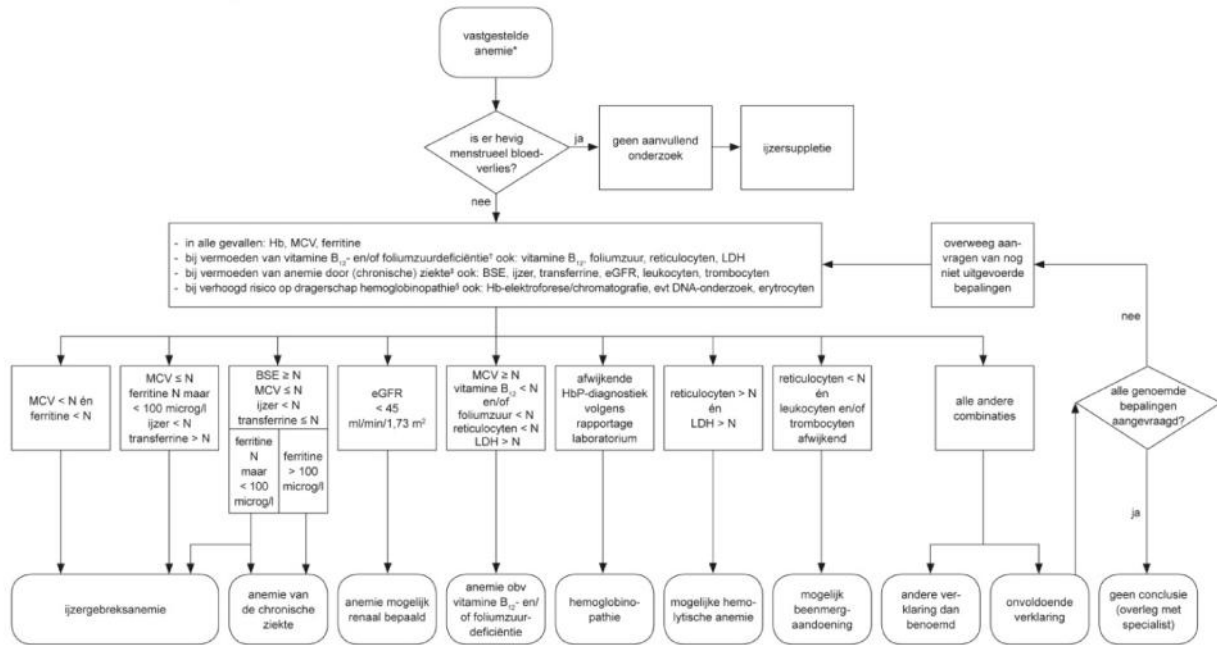 vastgestelde
anemie*
is er hevig
menstrueel bloed-
verlies?
ja
geen aanvullend
onderzoek
ijzersuppletie
nee
- in alle gevallen: Hb, MCV, ferritine
- bij vermoeden van vitamine B₁₂- en/of foliumzuurdeficiëntie† ook: vitamine B₁₂, foliumzuur, reticulocyten, LDH
- bij vermoeden van anemie door (chronische) ziekte‡ ook: BSE, ijzer, transferrine, eGFR, leukocyten, trombocyten
- bij verhoogd risico op dragerschap hemoglobinopathie§ ook: Hb-elektroforese/chromatografie, evt DNA-onderzoek, erytrocyten
overweeg aan-
vragen van nog
niet uitgevoerde
bepalingen
nee
MCV < N én
ferritine < N
MCV ≤ N
ferritine N maar
< 100 microg/l
ijzer < N
transferrine > N
BSE ≥ N
MCV ≤ N
ijzer < N
transferrine ≤ N
ferritine
N
maar
< 100
microg/l
ferritine
> 100
microg/l
eGFR
< 45
ml/min/1,73 m²
MCV ≥ N
vitamine B₁₂ < N
en/of
foliumzuur < N
reticulocyten < N
LDH > N
afwijkende
HbP-diagnostiek
volgens
rapportage
laboratorium
reticulocyten > N
én
LDH > N
reticulocyten < N
én
leukocyten en/of
trombocyten
afwijkend
alle andere
combinaties
alle genoemde
bepalingen
aangevraagd?
ja
ijzergebreksanemie
anemie van
de chronische
ziekte
anemie mogelijk
renaal bepaald
anemie obv
vitamine B₁₂- en/
of foliumzuur-
deficiëntie
hemoglobino-
pathie
mogelijke hemo-
lytische anemie
mogelijk
beenmerg-
aandoening
andere ver-
klaring dan
benoemd
onvoldoende
verklaring
geen conclusie
(overleg met
specialist)